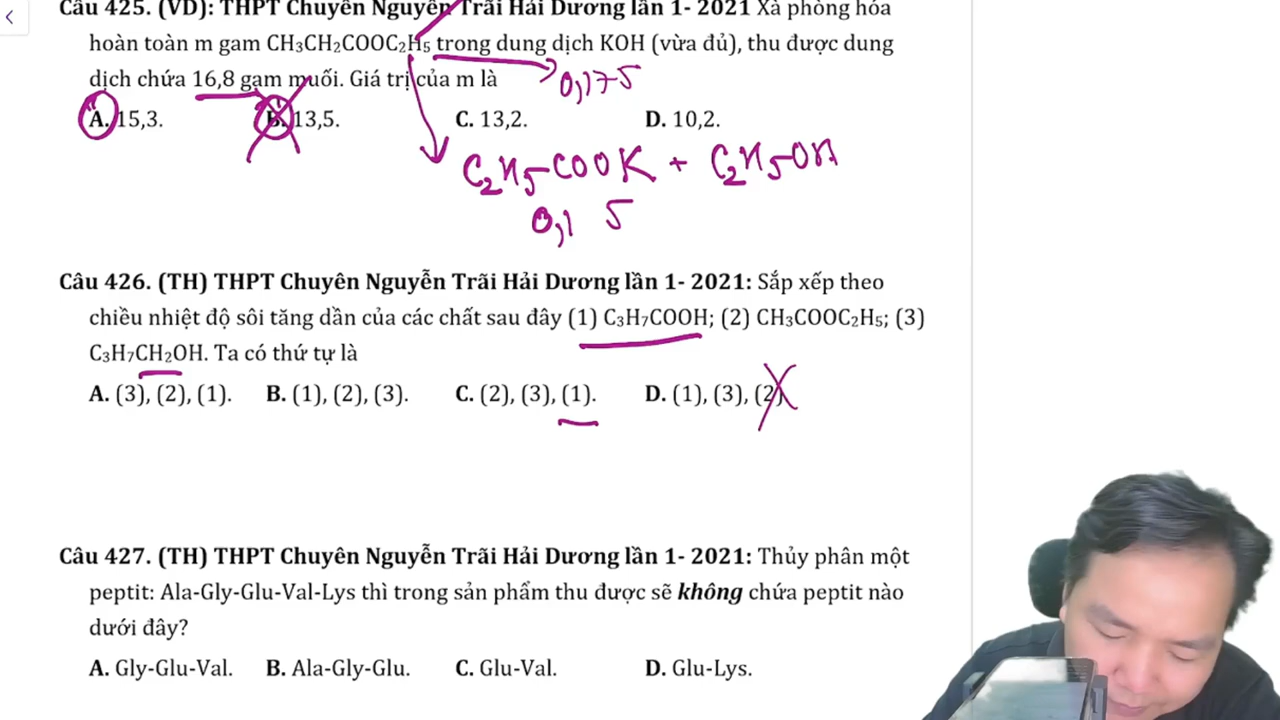 Câu 425. (VD): THPT Chuyên Nguyễn Trãi Hải Dương lần 1- 2021 Xà phòng hóa
hoàn toàn m gam CH₃CH₂COOC₂H₅ trong dung dịch KOH (vừa đủ), thu được dung
dịch chứa 16,8 gam muối. Giá trị của m là
0,175
A. 15,3. B. 13,5. C. 13,2. D. 10,2.
C₂H₅COOK + C₂H₅OH
0,15
Câu 426. (TH) THPT Chuyên Nguyễn Trãi Hải Dương lần 1- 2021: Sắp xếp theo
chiều nhiệt độ sôi tăng dần của các chất sau đây (1) C₃H₇COOH; (2) CH₃COOC₂H₅; (3)
C₃H₇CH₂OH. Ta có thứ tự là
A. (3), (2), (1). B. (1), (2), (3). C. (2), (3), (1). D. (1), (3), (2).
Câu 427. (TH) THPT Chuyên Nguyễn Trãi Hải Dương lần 1- 2021: Thủy phân một
peptit: Ala-Gly-Glu-Val-Lys thì trong sản phẩm thu được sẽ không chứa peptit nào
dưới đây?
A. Gly-Glu-Val. B. Ala-Gly-Glu. C. Glu-Val. D. Glu-Lys.